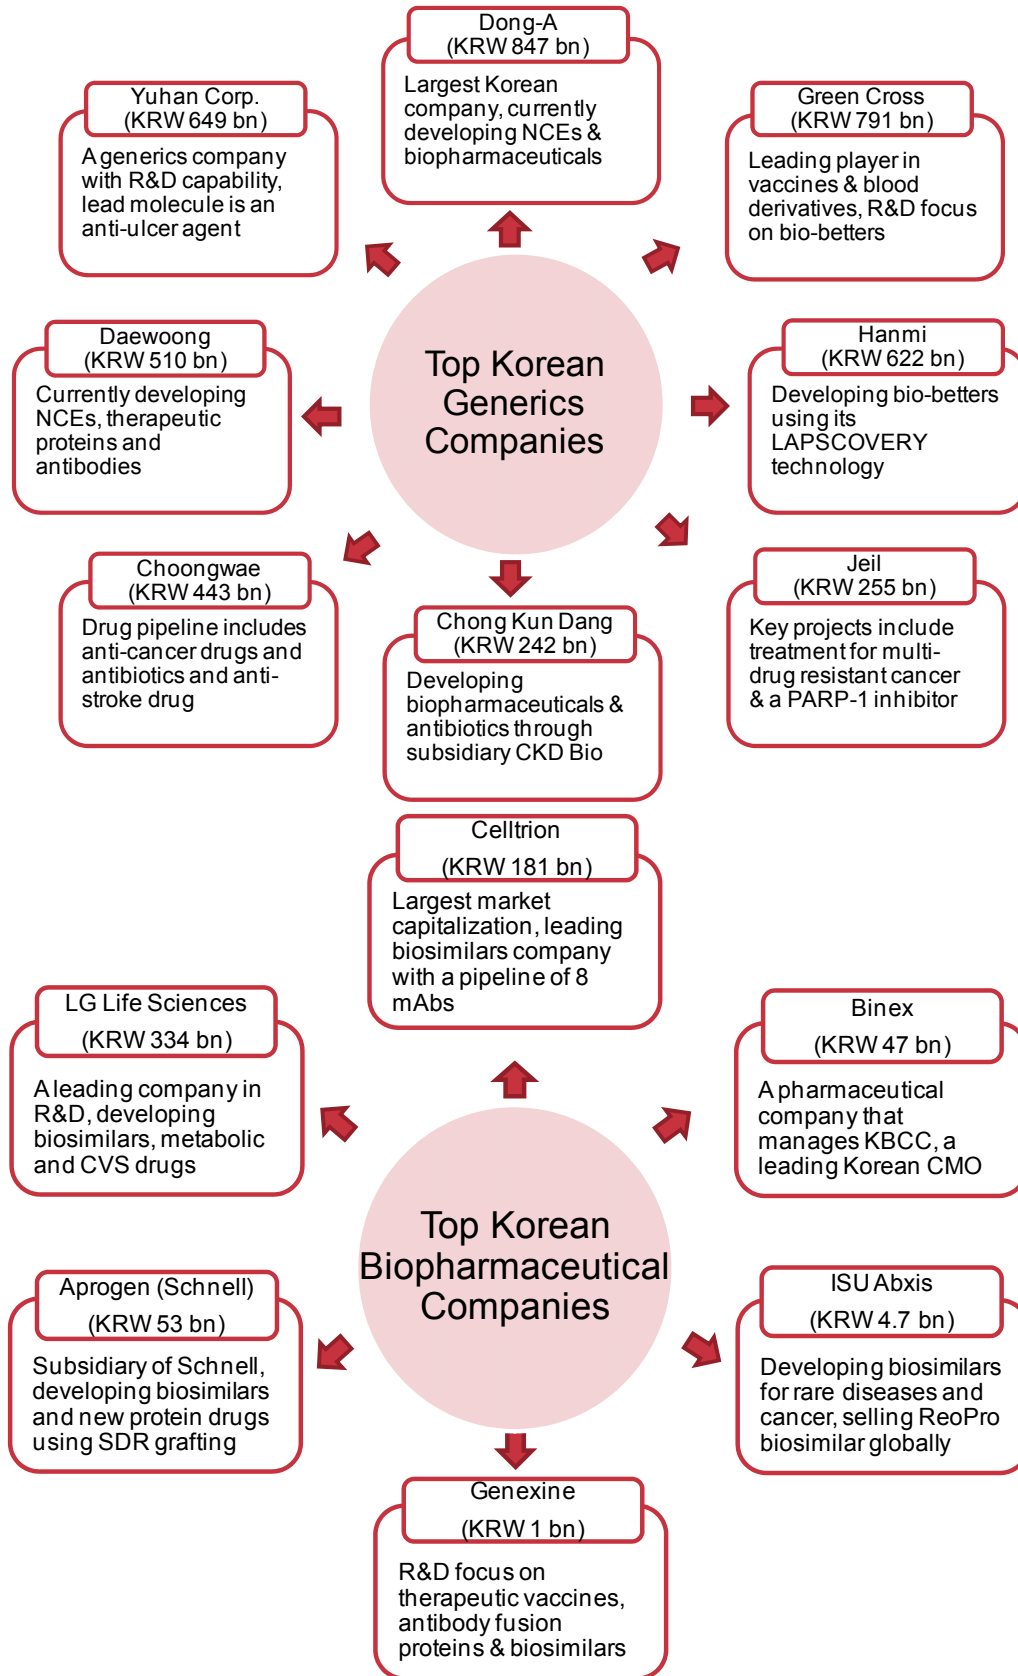 Dong-A
(KRW 847 bn)
Largest Korean
company, currently
developing NCEs &
biopharmaceuticals
Yuhan Corp.
(KRW 649 bn)
A generics company
with R&D capability,
lead molecule is an
anti-ulcer agent
Green Cross
(KRW 791 bn)
Leading player in
vaccines & blood
derivatives, R&D focus
on bio-betters
Daewoong
(KRW 510 bn)
Currently developing
NCEs, therapeutic
proteins and
antibodies
Top Korean
Generics
Companies
Hanmi
(KRW 622 bn)
Developing bio-betters
using its
LAPSCOVERY
technology
Choongwae
(KRW 443 bn)
Drug pipeline includes
anti-cancer drugs and
antibiotics and anti-
stroke drug
Chong Kun Dang
(KRW 242 bn)
Developing
biopharmaceuticals &
antibiotics through
subsidiary CKD Bio
Jeil
(KRW 255 bn)
Key projects include
treatment for multi-
drug resistant cancer
& a PARP-1 inhibitor
Celltrion
(KRW 181 bn)
Largest market
capitalization, leading
biosimilars company
with a pipeline of 8
mAbs
LG Life Sciences
(KRW 334 bn)
A leading company in
R&D, developing
biosimilars, metabolic
and CVS drugs
Binex
(KRW 47 bn)
A pharmaceutical
company that
manages KBCC, a
leading Korean CMO
Top Korean
Biopharmaceutical
Companies
Aprogen (Schnell)
(KRW 53 bn)
Subsidiary of Schnell,
developing biosimilars
and new protein drugs
using SDR grafting
ISU Abxis
(KRW 4.7 bn)
Developing biosimilars
for rare diseases and
cancer, selling ReoPro
biosimilar globally
Genexine
(KRW 1 bn)
R&D focus on
therapeutic vaccines,
antibody fusion
proteins & biosimilars